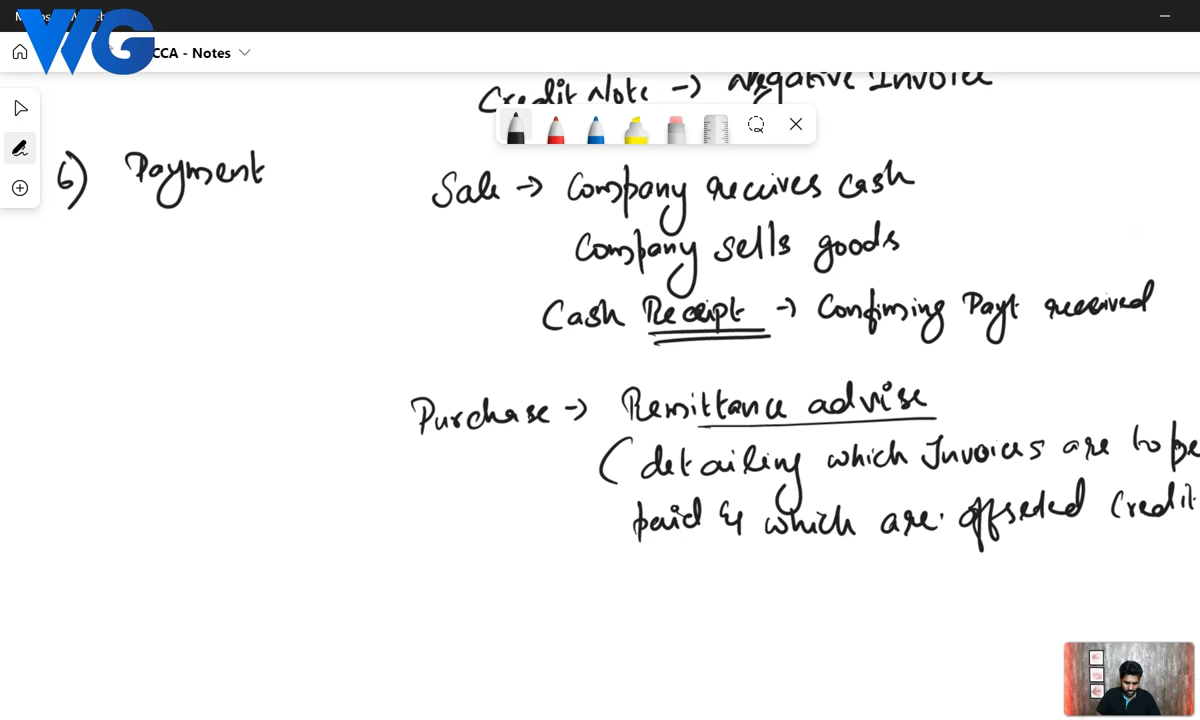 WG
CCA - Notes
Credit Note -> Negative Invoice
6) Payment
Sale -> Company receives cash
Company sells goods
Cash Receipt -> Confirming Payt received
Purchase -> Remittance advise
(detailing which Invoices are to be
paid & which are offseted Credit